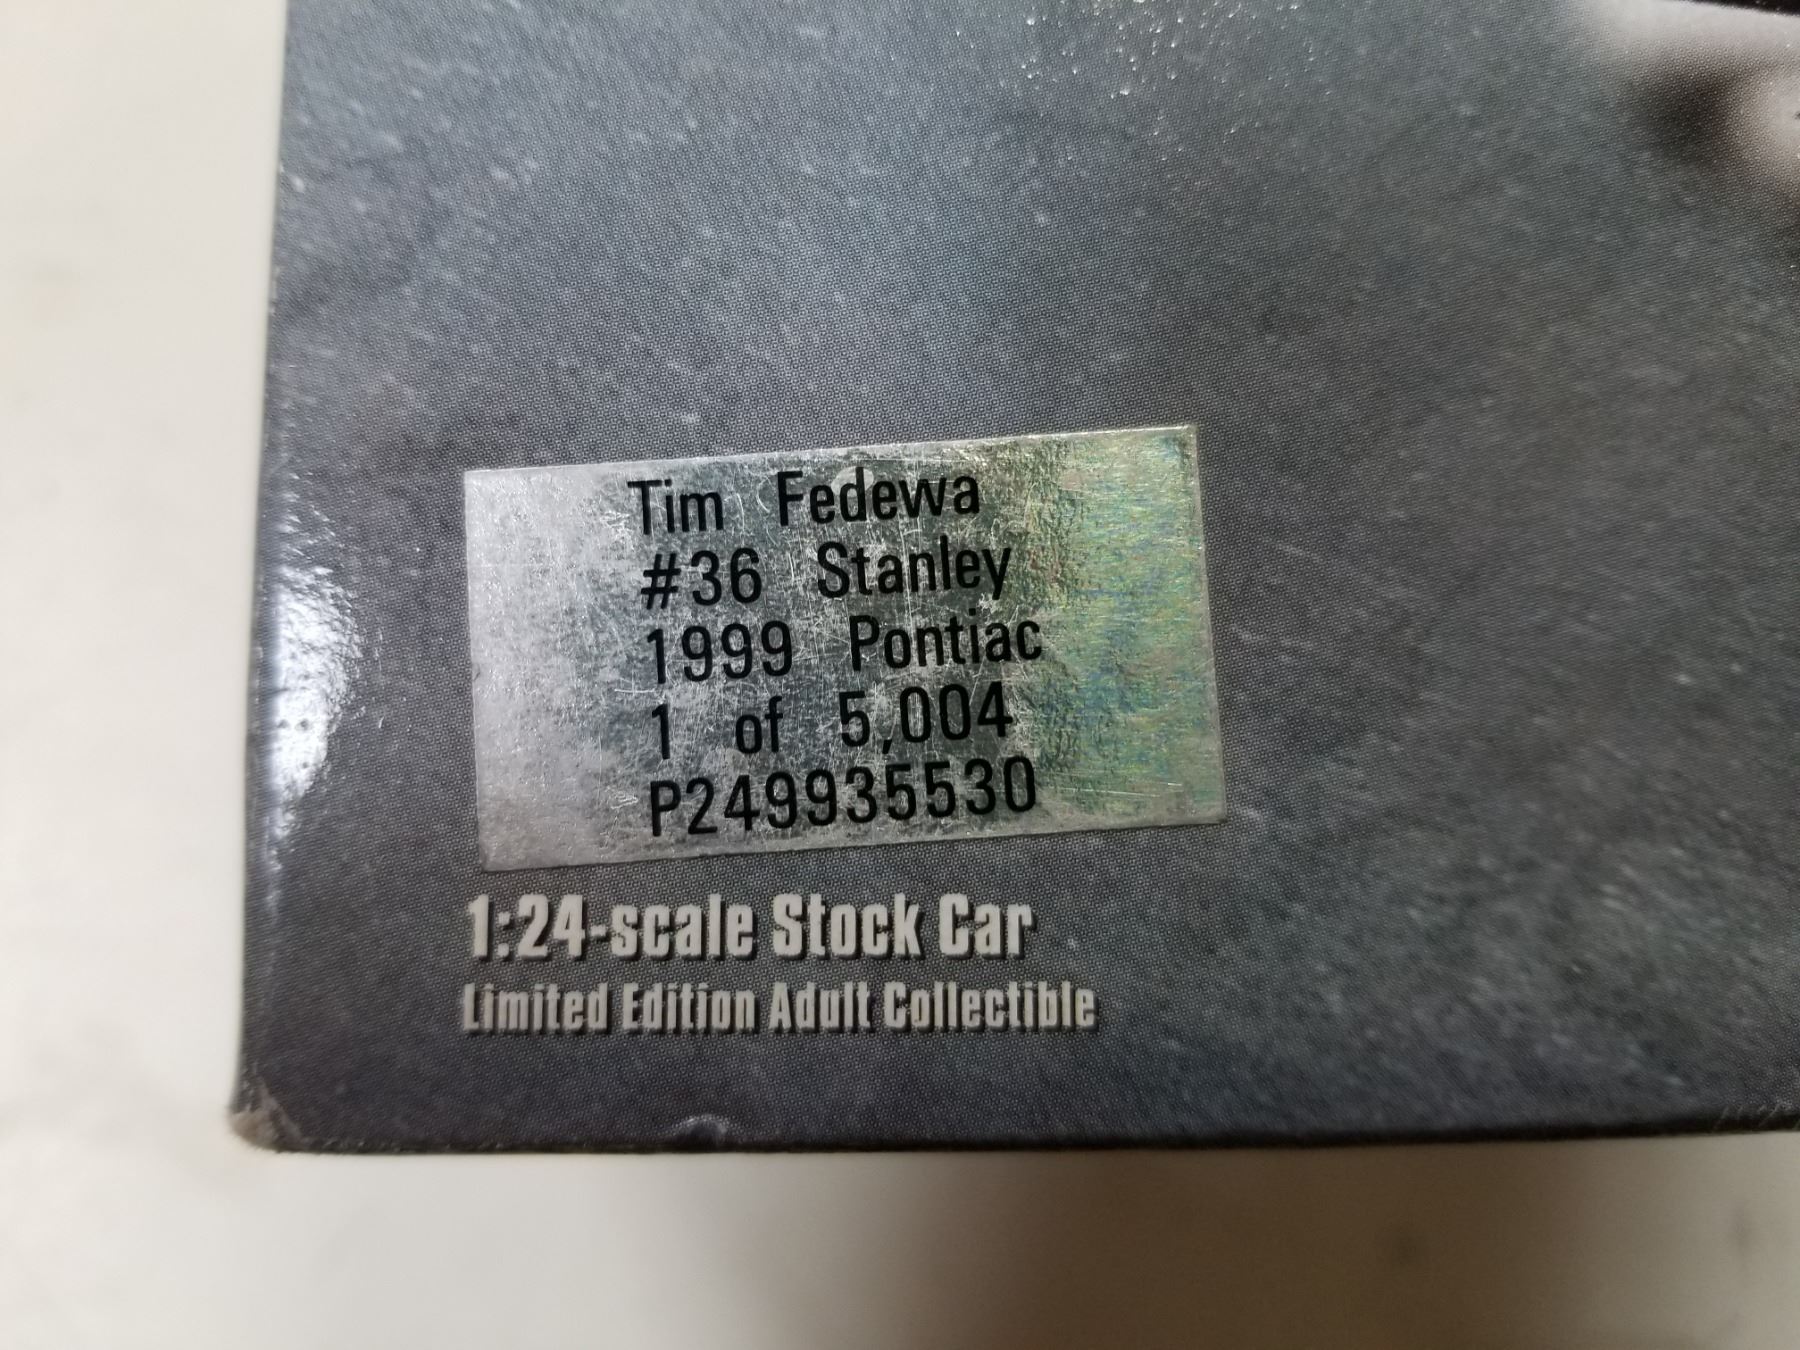 Tim Fedewa
#36 Stanley
1999 Pontiac
1 of 5,004
P249935530
1:24-scale Stock Car
Limited Edition Adult Collectible